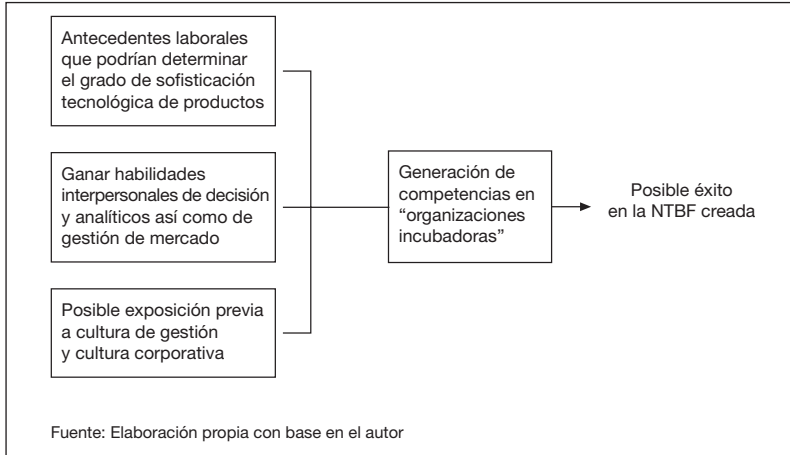 Antecedentes laborales
que podrían determinar
el grado de sofisticación
tecnológica de productos
Ganar habilidades
interpersonales de decisión
y analíticos así como de
gestión de mercado
Posible exposición previa
a cultura de gestión
y cultura corporativa
Generación de
competencias en
“organizaciones
incubadoras”
Posible éxito
en la NTBF creada
Fuente: Elaboración propia con base en el autor